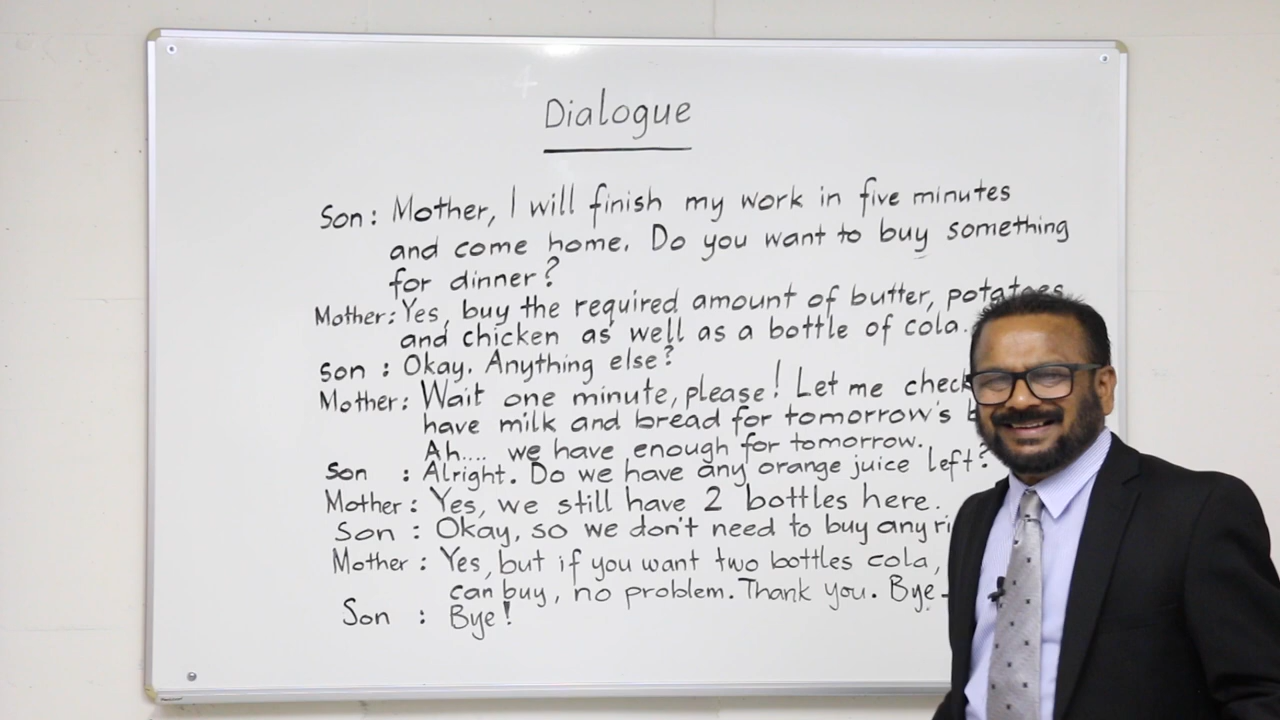 Dialogue
Son: Mother, I will finish my work in five minutes
and come home. Do you want to buy something
for dinner?
Mother: Yes, buy the required amount of butter, potatoes
and chicken as well as a bottle of cola.
Son : Okay. Anything else?
Mother: Wait one minute, please! Let me check
have milk and bread for tomorrow's
Ah.... we have enough for tomorrow.
Son : Alright. Do we have any orange juice left?
Mother: Yes, we still have 2 bottles here.
Son : Okay, so we don't need to buy any
Mother : Yes, but if you want two bottles cola,
can buy, no problem. Thank you. Bye
Son : Bye!